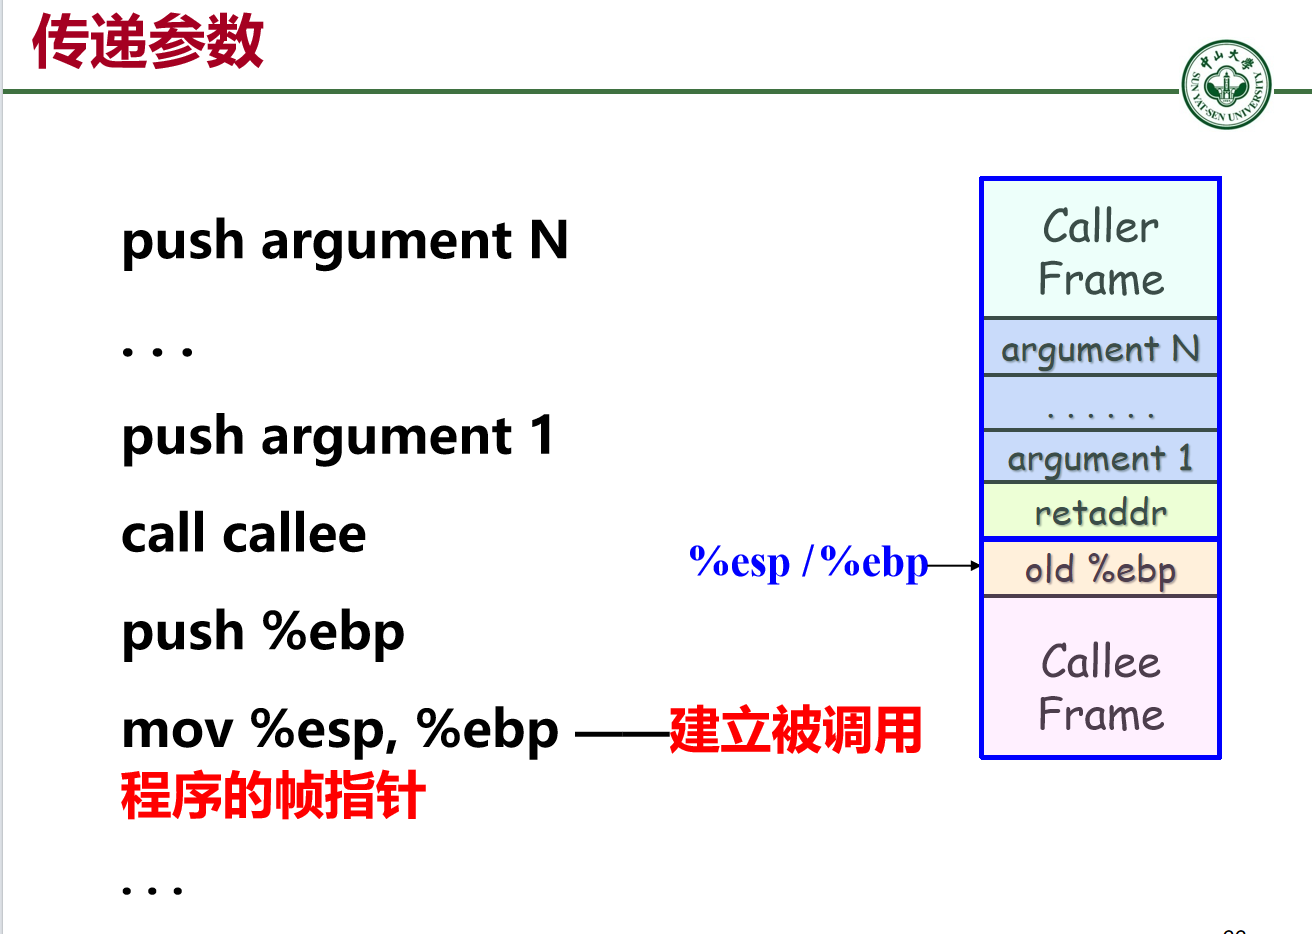 传递参数
中山大学
SUN YAT-SEN UNIVERSITY
push argument N
. . .
push argument 1
call callee
push %ebp
mov %esp, %ebp ——建立被调用
程序的帧指针
. . .
Caller
Frame
argument N
. . . . . .
argument 1
retaddr
%esp /%ebp
old %ebp
Callee
Frame